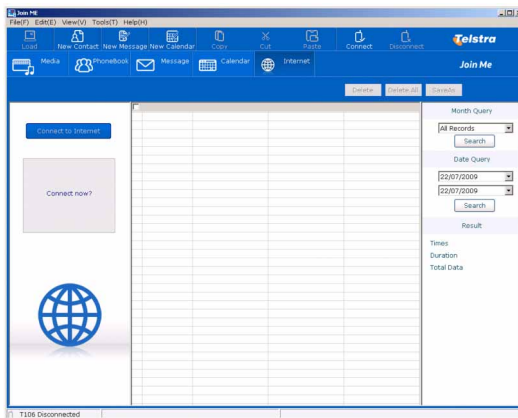 Join ME
File(F) Edit(E) View(V) Tools(T) Help(H)
Load New Contact New Message New Calendar Copy Cut Paste Connect Disconnect Telstra
Media Phonebook Message Calendar Internet Join Me
Delete Delete All SaveAs
Month Query
Connect to Internet
All Records
Search
Date Query
22/07/2009
Connect now?
22/07/2009
Search
Result
Times
Duration
Total Data
T106 Disconnected